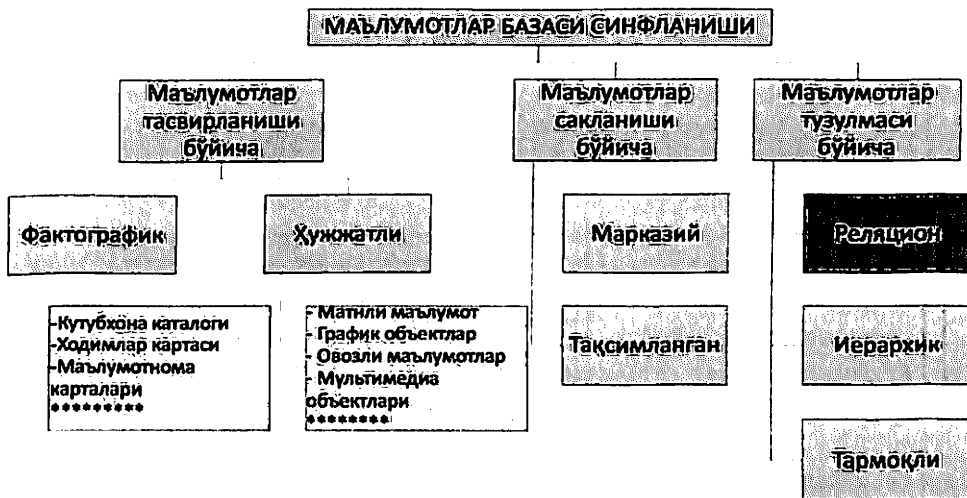 МАЪЛУМОТЛАР БАЗАСИ СИНФЛАНИШИ
Маълумотлар
тасвирланиши
бўйича
Маълумотлар
сақланиши
бўйича
Маълумотлар
тузулмаси
бўйича
Фактографик
Ҳужжатли
Марказий
Реляцион
-Кутубхона каталоги
-Ходимлар картаси
-Маълумотнома
карталари
*********
- Матнли маълумот
- График объектлар
- Овозли маълумотлар
- Мультимедиа
объектлари
********
Тақсимланган
Иерархик
Тармоқли